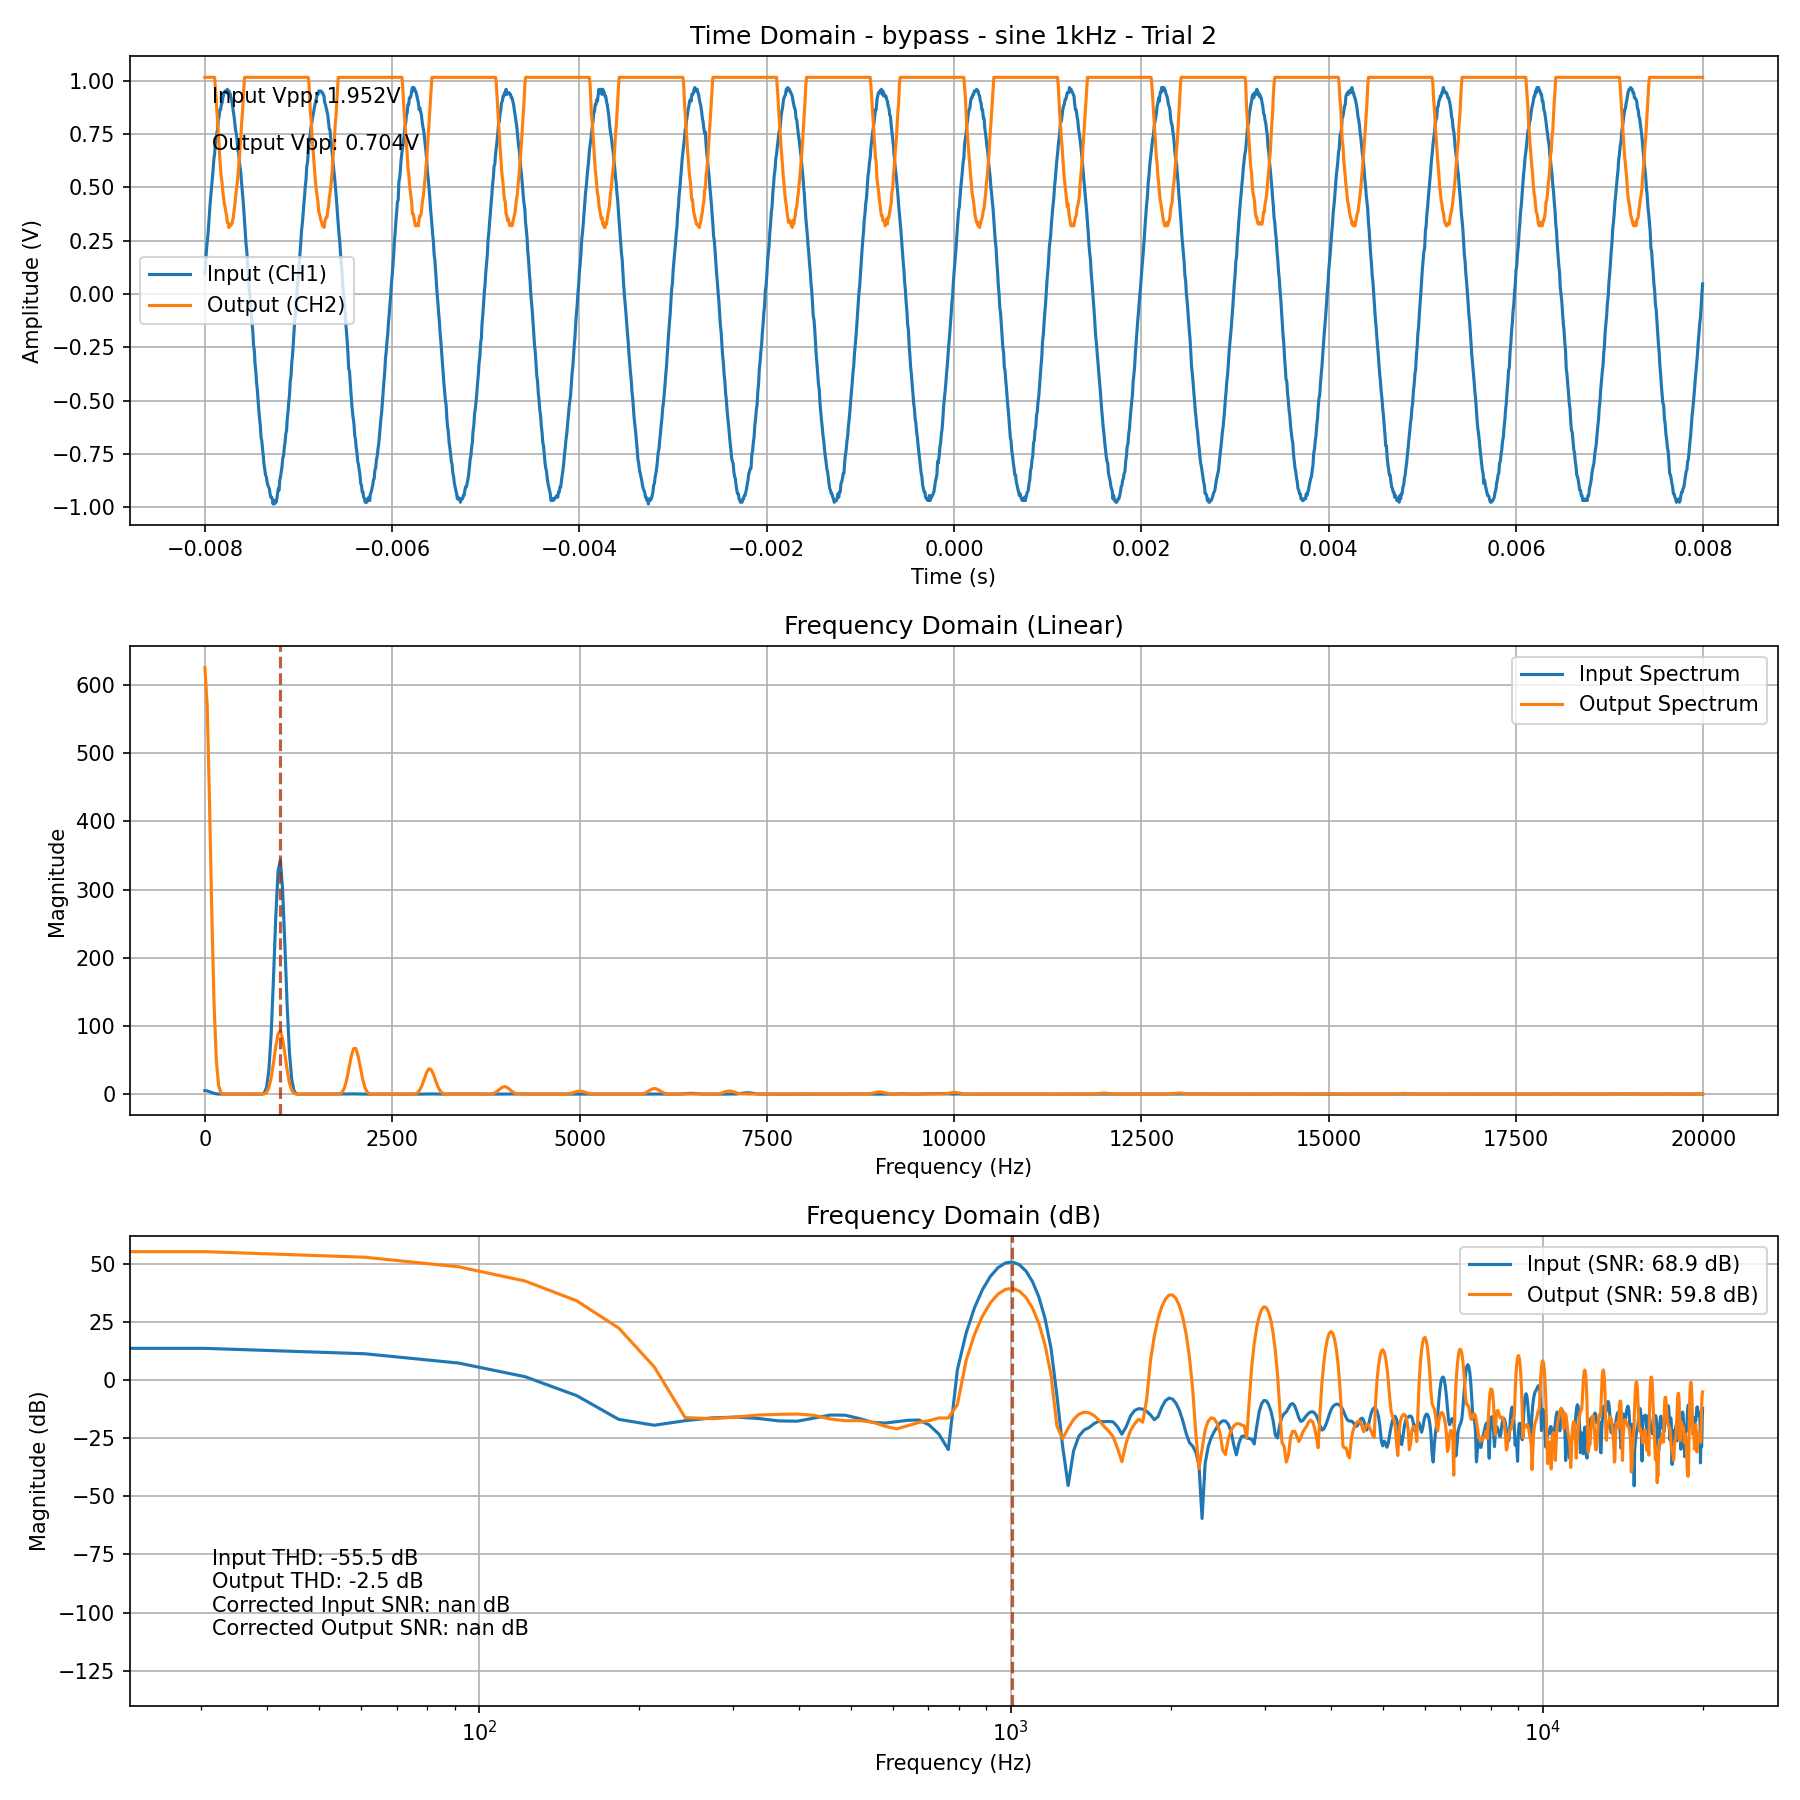 Time Domain - bypass - sine 1kHz - Trial 2
1.00
0.75
0.50
0.25
0.00
−0.25
−0.50
−0.75
−1.00
Amplitude (V)
Input Vpp: 1.952V
Output Vpp: 0.704V
Input (CH1)
Output (CH2)
−0.008 −0.006 −0.004 −0.002 0.000 0.002 0.004 0.006 0.008
Time (s)
Frequency Domain (Linear)
600
500
400
300
200
100
0
Magnitude
Input Spectrum
Output Spectrum
0 2500 5000 7500 10000 12500 15000 17500 20000
Frequency (Hz)
Frequency Domain (dB)
50
25
0
−25
−50
−75
−100
−125
Magnitude (dB)
Input (SNR: 68.9 dB)
Output (SNR: 59.8 dB)
Input THD: -55.5 dB
Output THD: -2.5 dB
Corrected Input SNR: nan dB
Corrected Output SNR: nan dB
10² 10³ 10⁴
Frequency (Hz)